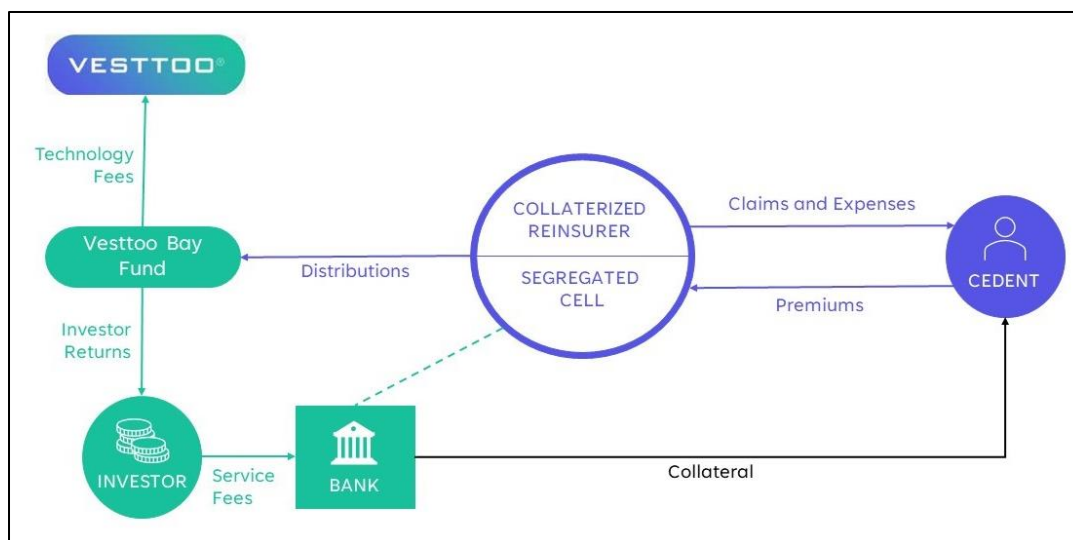 VESTTOO®
Technology
Fees
Vesttoo Bay
Fund
Distributions
COLLATERIZED
REINSURER
SEGREGATED
CELL
Claims and Expenses
Premiums
CEDENT
Investor
Returns
INVESTOR
Service
Fees
BANK
Collateral